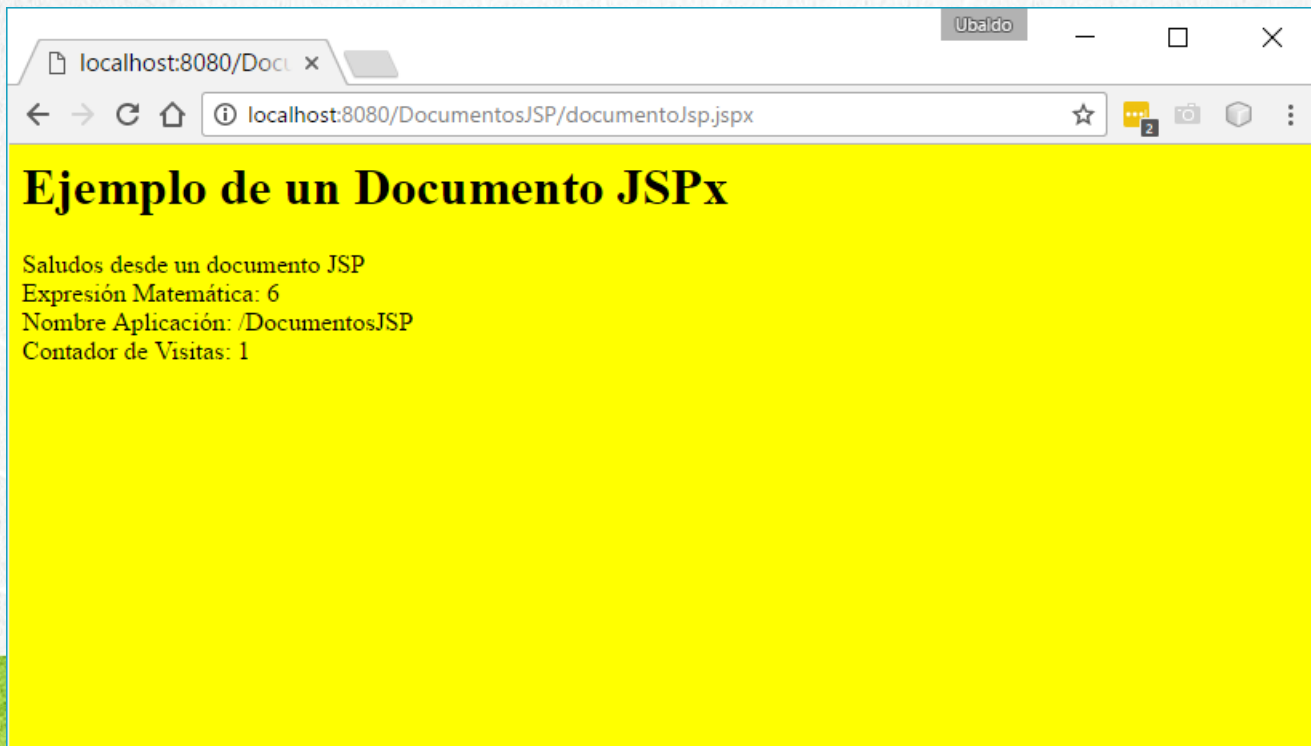 Ubaldo
localhost:8080/Docu
localhost:8080/DocumentosJSP/documentoJsp.jspx
2
Ejemplo de un Documento JSPx
Saludos desde un documento JSP
Expresión Matemática: 6
Nombre Aplicación: /DocumentosJSP
Contador de Visitas: 1